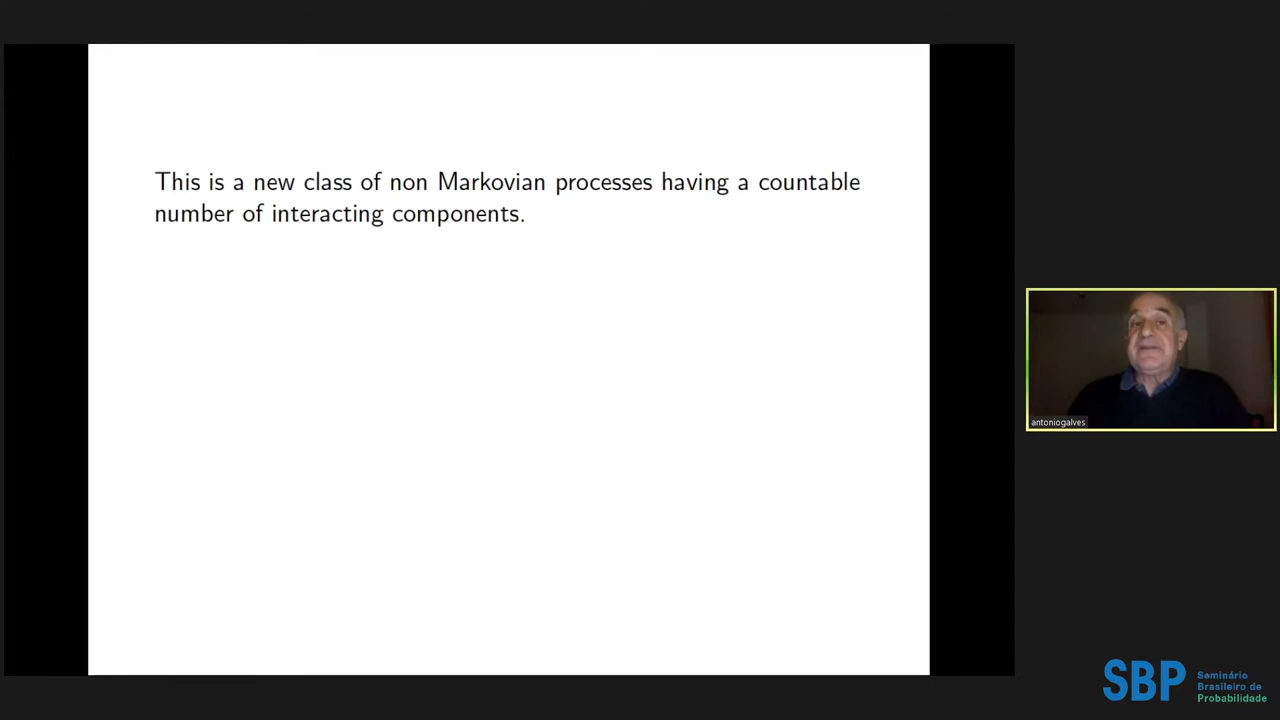 This is a new class of non Markovian processes having a countable
number of interacting components.
antoniogalves
SBP
Seminário
Brasileiro de
Probabilidade